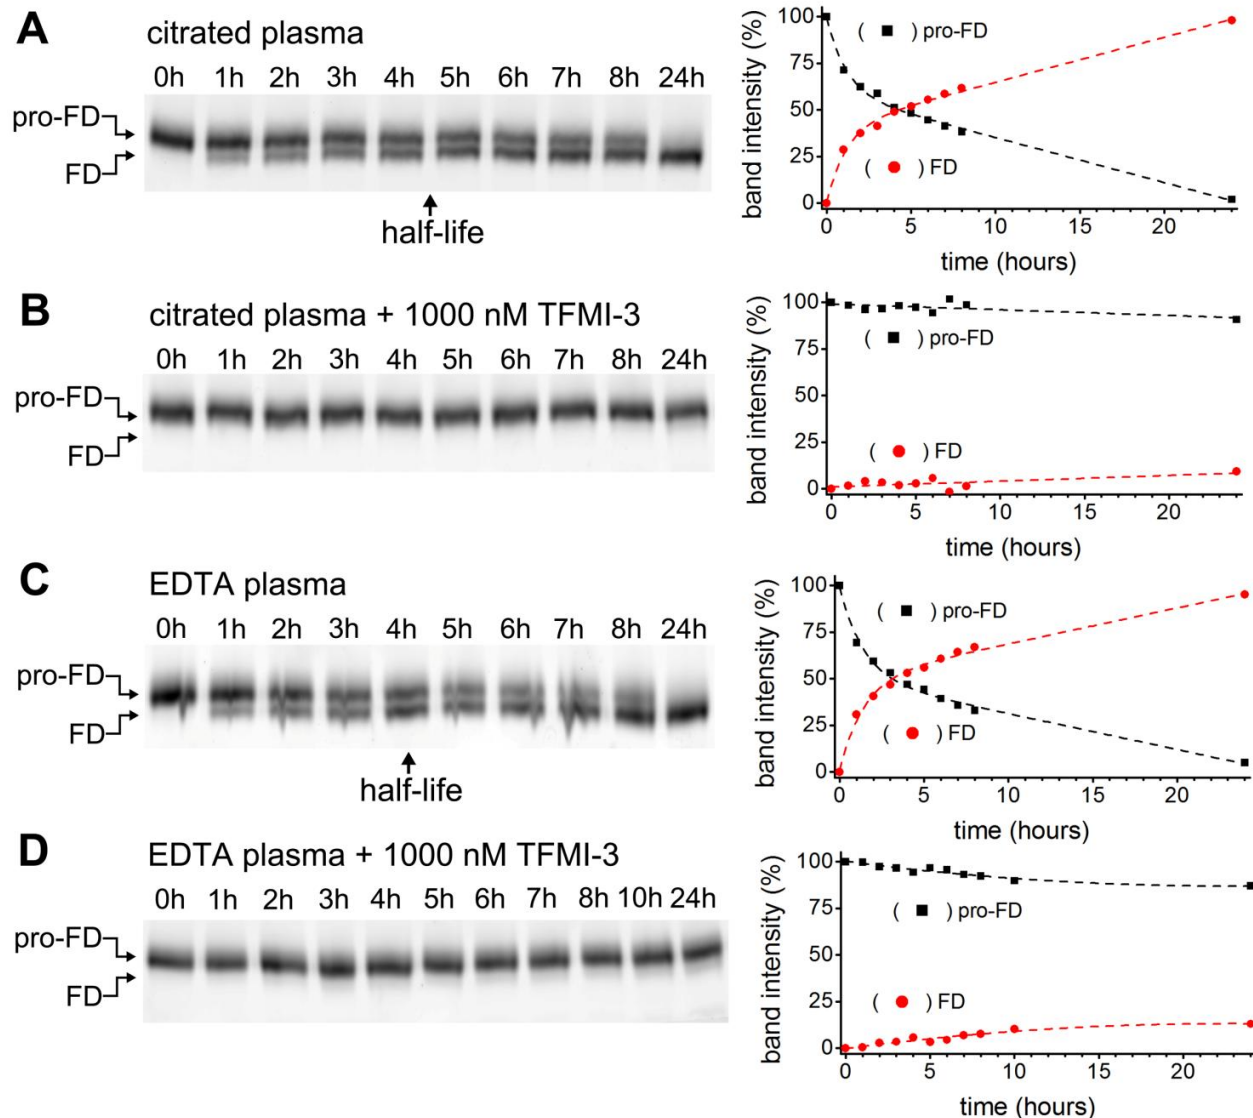 A
citrated plasma
0h 1h 2h 3h 4h 5h 6h 7h 8h 24h
pro-FD
FD
half-life
band intensity (%)
100
75
50
25
0
( ) pro-FD
( ) FD
0 5 10 15 20
time (hours)
B
citrated plasma + 1000 nM TFMI-3
0h 1h 2h 3h 4h 5h 6h 7h 8h 24h
pro-FD
FD
band intensity (%)
100
75
50
25
0
( ) pro-FD
( ) FD
0 5 10 15 20
time (hours)
C
EDTA plasma
0h 1h 2h 3h 4h 5h 6h 7h 8h 24h
pro-FD
FD
half-life
band intensity (%)
100
75
50
25
0
( ) pro-FD
( ) FD
0 5 10 15 20
time (hours)
D
EDTA plasma + 1000 nM TFMI-3
0h 1h 2h 3h 4h 5h 6h 7h 8h 10h 24h
pro-FD
FD
band intensity (%)
100
75
50
25
0
( ) pro-FD
( ) FD
0 5 10 15 20
time (hours)